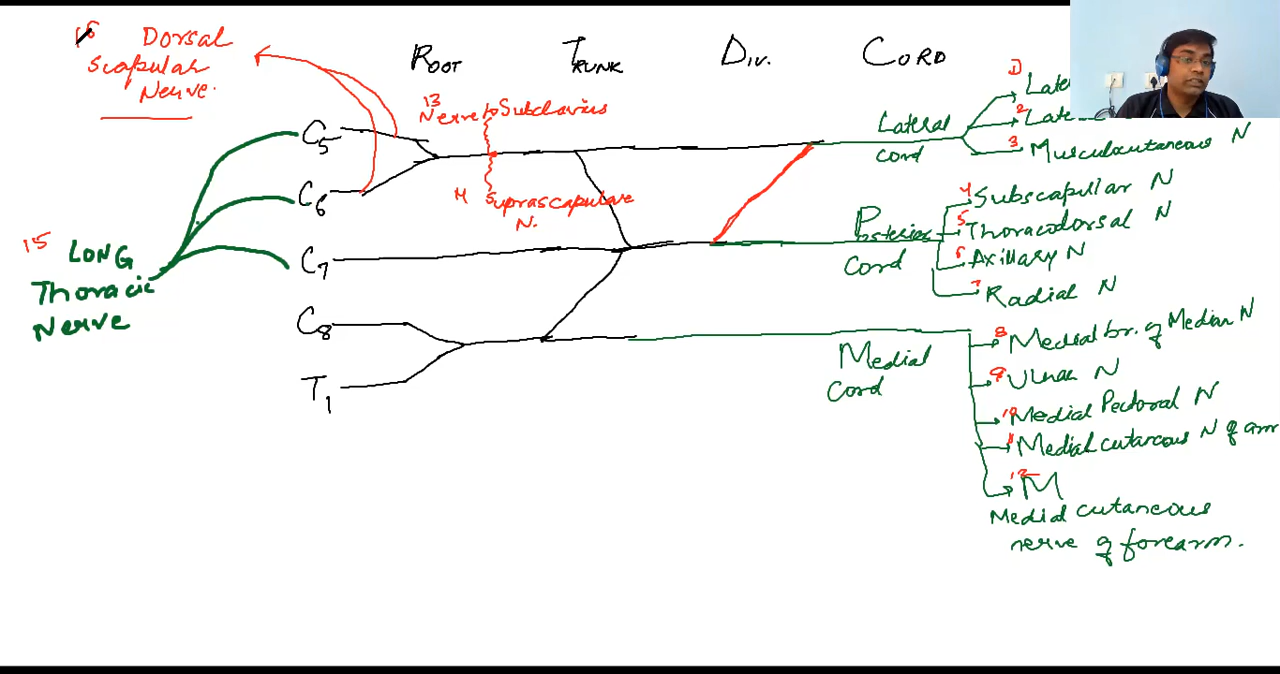 16 Dorsal
Scapular
Nerve.
ROOT TRUNK DIV. CORD
13
Nerve to Subclavius
14 Suprascapular
N.
C5
C6
C7
C8
T1
15 LONG
Thoracic
Nerve
Lateral
cord
Posterior
cord
Medial
cord
1) Late
2 Late
3 Musculcutaneous N
4 Subscapular N
5 Thoracodorsal N
6 Axillary N
7 Radial N
8 Medial br. of Median N
9 Ulnar N
10 Medial Pectoral N
11 Medial cutaneous N of arm
12 M
Medial cutaneous
nerve of forearm.